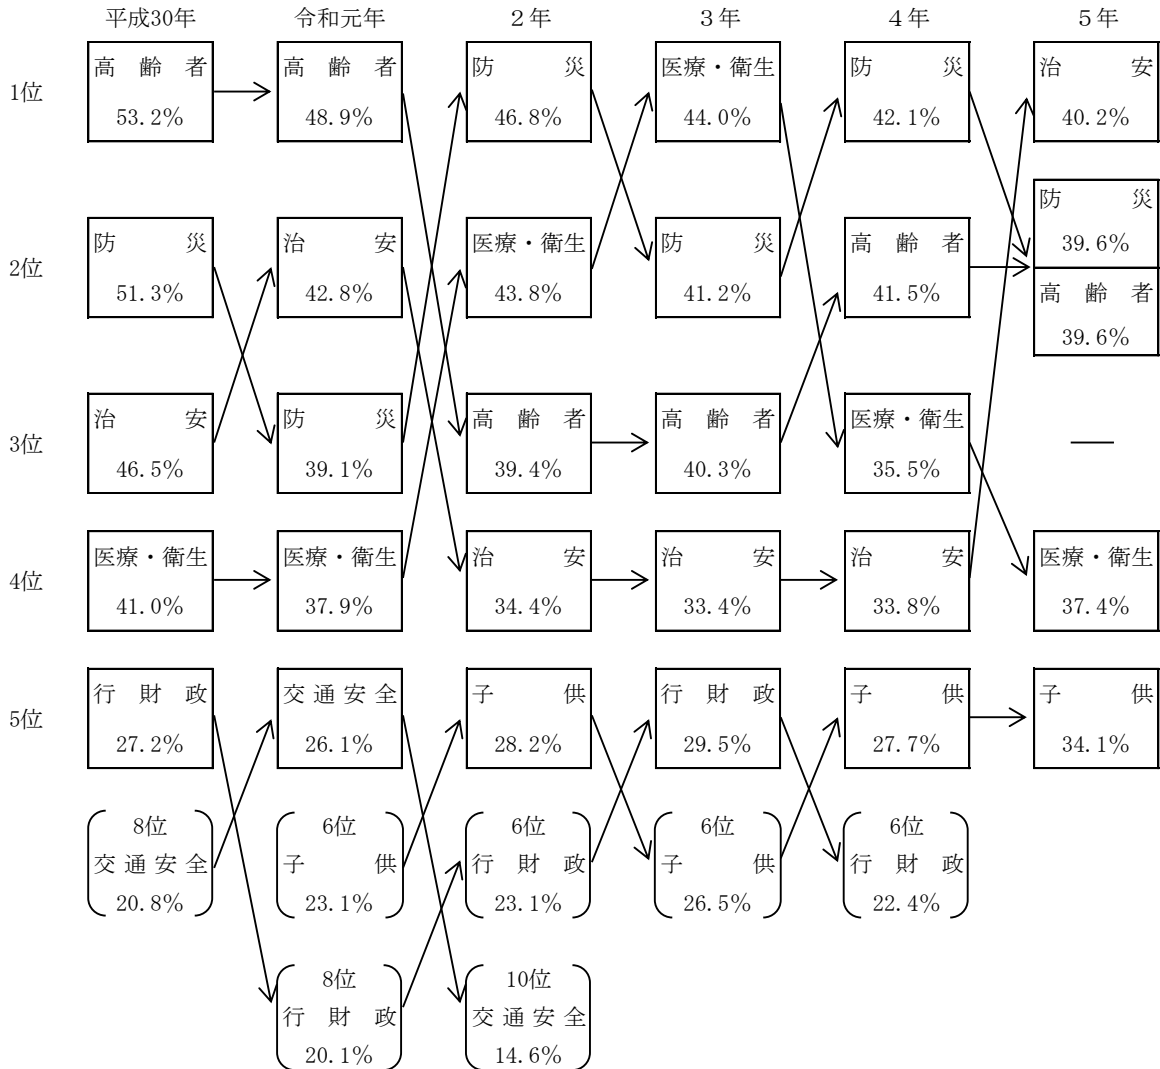 平成30年 令和元年 2年 3年 4年 5年
1位
高齢者
53.2%
高齢者
48.9%
防災
46.8%
医療・衛生
44.0%
防災
42.1%
治安
40.2%
2位
防災
51.3%
治安
42.8%
医療・衛生
43.8%
防災
41.2%
高齢者
41.5%
防災
39.6%
高齢者
39.6%
3位
治安
46.5%
防災
39.1%
高齢者
39.4%
高齢者
40.3%
医療・衛生
35.5%
―
4位
医療・衛生
41.0%
医療・衛生
37.9%
治安
34.4%
治安
33.4%
治安
33.8%
医療・衛生
37.4%
5位
行財政
27.2%
交通安全
26.1%
子供
28.2%
行財政
29.5%
子供
27.7%
子供
34.1%
8位
交通安全
20.8%
6位
子供
23.1%
6位
行財政
23.1%
6位
子供
26.5%
6位
行財政
22.4%
8位
行財政
20.1%
10位
交通安全
14.6%